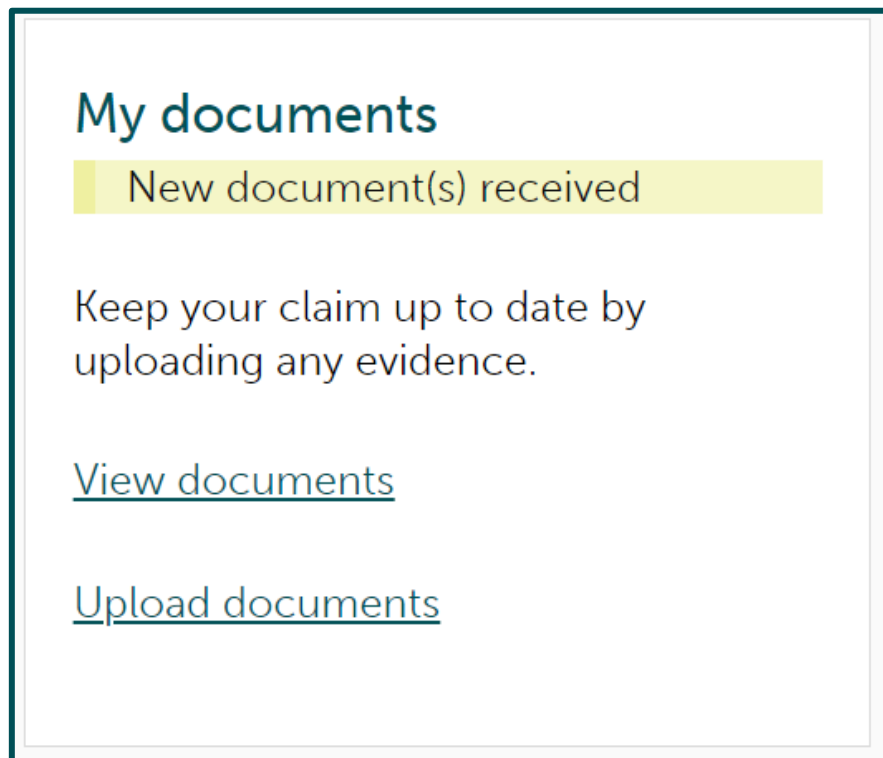 My documents
New document(s) received
Keep your claim up to date by
uploading any evidence.
View documents
Upload documents